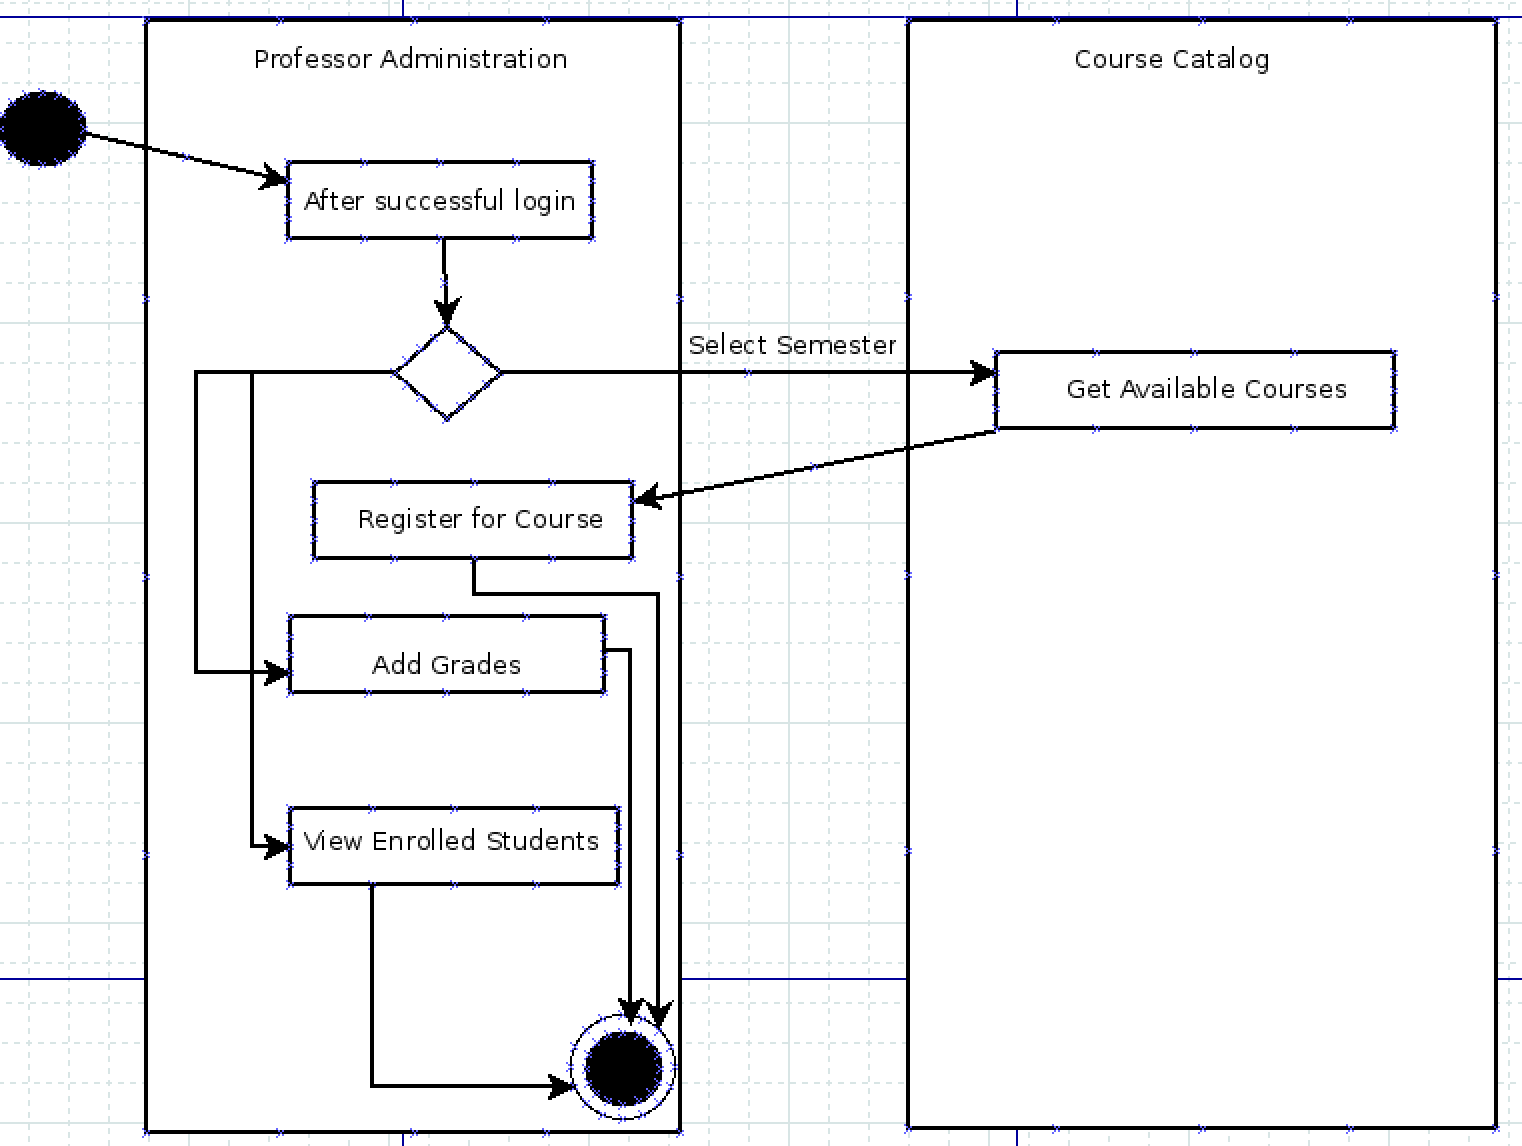 Professor Administration
Course Catalog
After successful login
Select Semester
Get Available Courses
Register for Course
Add Grades
View Enrolled Students